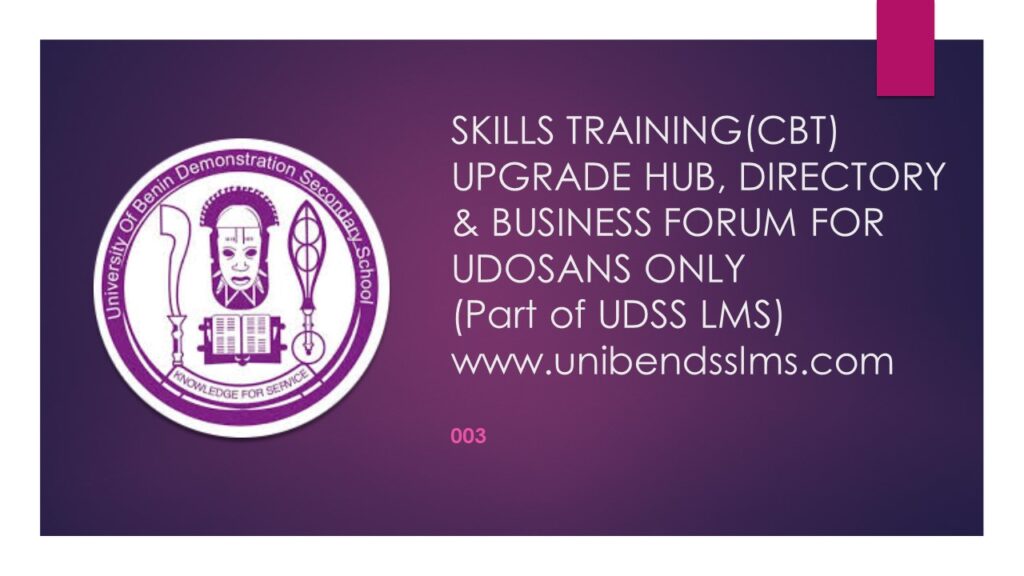 University Of Benin Demonstration Secondary School
KNOWLEDGE FOR SERVICE
SKILLS TRAINING(CBT)
UPGRADE HUB, DIRECTORY
& BUSINESS FORUM FOR
UDOSANS ONLY
(Part of UDSS LMS)
www.unibendsslms.com
003